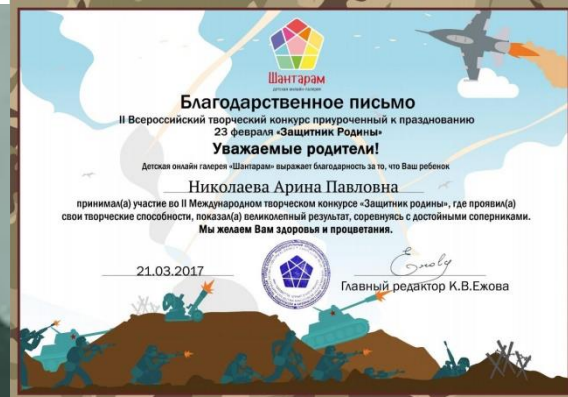 Шантарам
детская онлайн-галерея
Благодарственное письмо
II Всероссийский творческий конкурс приуроченный к празднованию
23 февраля «Защитник Родины»
Уважаемые родители!
Детская онлайн галерея «Шантарам» выражает благодарность за то, что Ваш ребенок
Николаева Арина Павловна
принимал(а) участие во II Международном творческом конкурсе «Защитник родины», где проявил(а)
свои творческие способности, показал(а) великолепный результат, соревнуясь с достойными соперниками.
Мы желаем Вам здоровья и процветания.
21.03.2017
Главный редактор К.В.Ежова